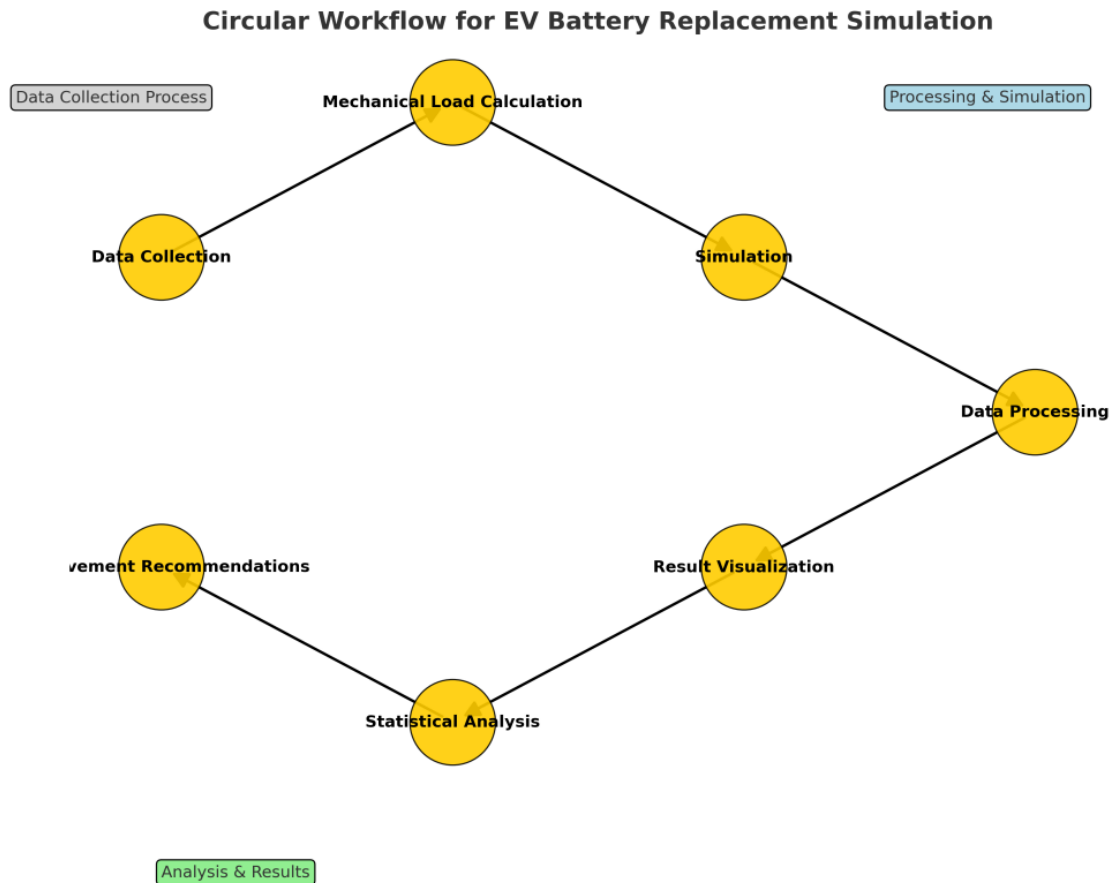 Circular Workflow for EV Battery Replacement Simulation
Data Collection Process
Mechanical Load Calculation
Processing & Simulation
Data Collection
Simulation
Data Processing
vement Recommendations
Result Visualization
Statistical Analysis
Analysis & Results